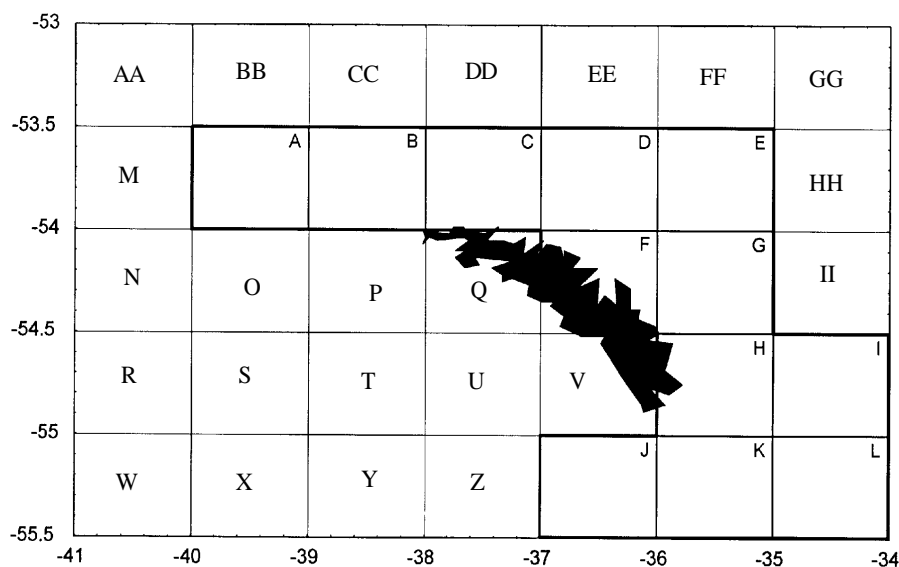 -53
AA BB CC DD EE FF GG
-53.5
A B C D E
M HH
-54
F G
N O P Q II
-54.5
H I
R S T U V
-55
J K L
W X Y Z
-55.5
-41 -40 -39 -38 -37 -36 -35 -34